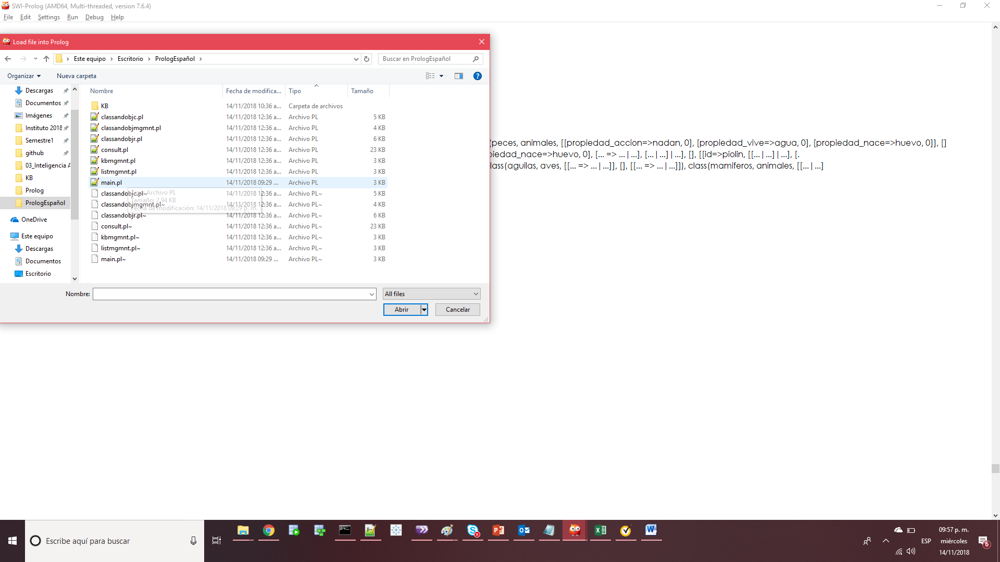 SWI-Prolog (AMD64, Multi-threaded, version 7.6.4)
File Edit Settings Run Debug Help
Load file into Prolog
Este equipo > Escritorio > PrologEspañol >
Buscar en PrologEspañol
Organizar Nueva carpeta
Descargas
Documentos
Imágenes
Instituto 2018
Semestre1
github
03_Inteligencia A
KB
Prolog
PrologEspañol
OneDrive
Este equipo
Descargas
Documentos
Escritorio
Nombre Fecha de modifica... Tipo Tamaño
KB 14/11/2018 10:36 a... Carpeta de archivos
classandobjc.pl 14/11/2018 12:36 a... Archivo PL 5 KB
classandobjmgmnt.pl 14/11/2018 12:36 a... Archivo PL 4 KB
classandobjr.pl 14/11/2018 12:36 a... Archivo PL 6 KB
consult.pl 14/11/2018 12:36 a... Archivo PL 23 KB
kbmgmnt.pl 14/11/2018 12:36 a... Archivo PL 3 KB
listmgmnt.pl 14/11/2018 12:36 a... Archivo PL 3 KB
main.pl 14/11/2018 09:29 ... Archivo PL 3 KB
classandobjc.pl~ 14/11/2018 12:36 a... Archivo PL~ 5 KB
classandobjmgmnt.pl~ 14/11/2018 12:36 a... Archivo PL~ 4 KB
classandobjr.pl~ 14/11/2018 12:36 a... Archivo PL~ 6 KB
consult.pl~ 14/11/2018 12:36 a... Archivo PL~ 23 KB
kbmgmnt.pl~ 14/11/2018 12:36 a... Archivo PL~ 3 KB
listmgmnt.pl~ 14/11/2018 12:36 a... Archivo PL~ 3 KB
main.pl~ 14/11/2018 09:29 ... Archivo PL~ 3 KB
Tipo: Archivo PL
Tamaño: 2,94 KB
Fecha de modificación: 14/11/2018 09:29 p. m.
Nombre:
All files
Abrir Cancelar
(peces, animales, [[propiedad_accion=>nadan, 0], [propiedad_vive=>agua, 0], [propiedad_nace=>huevo, 0]], []
piedad_nace=>huevo, 0], [... => ...|...], [...|...]|...], [], [[id=>piolin, [[...|...]|...], [.
lass(aguilas, aves, [[... => ...|...]], [], [[... => ...|...]]), class(mamiferos, animales, [[...|...]
Escribe aquí para buscar
ESP
09:57 p. m.
miércoles
14/11/2018
6